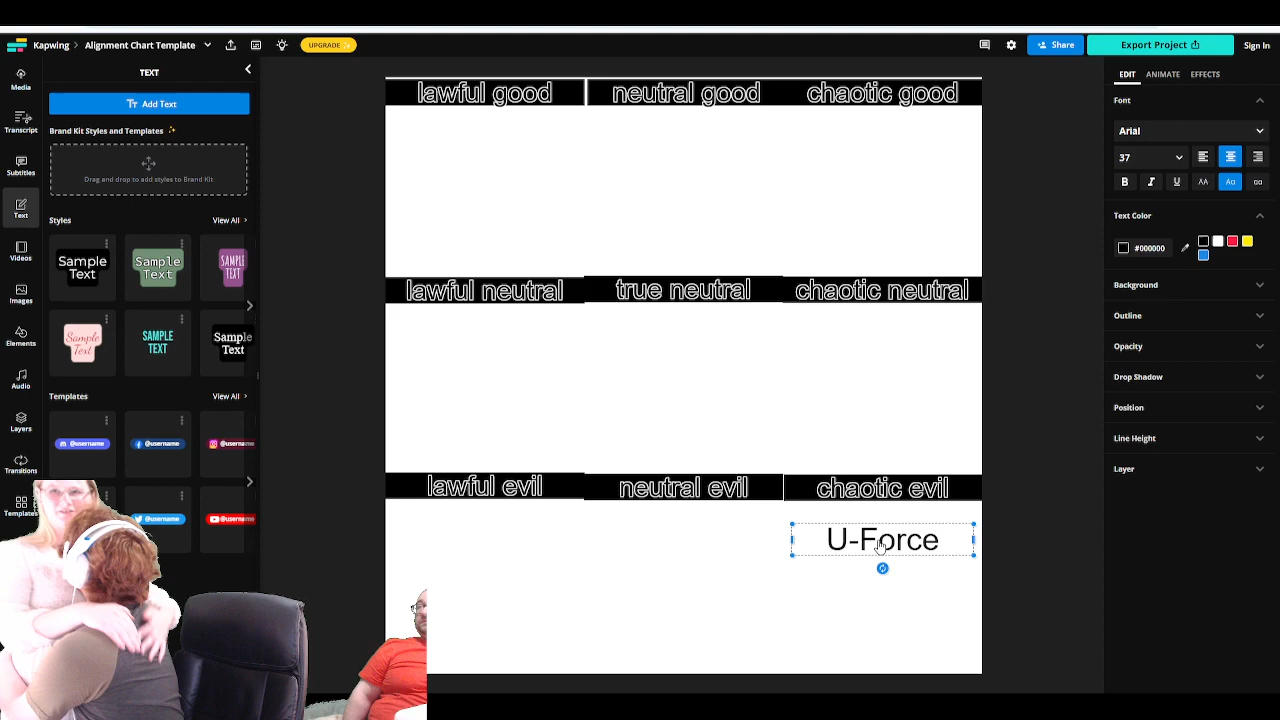 Kapwing > Alignment Chart Template
UPGRADE
Share
Export Project
Sign In
Media
Transcript
Subtitles
Text
Videos
Images
Elements
Audio
Layers
Transitions
Templates
TEXT
Add Text
Brand Kit Styles and Templates
Drag and drop to add styles to Brand Kit
Styles
View All >
Sample
Text
Sample
Text
SAMPLE
TEXT
Sample
Text
SAMPLE
TEXT
Sample
Text
Templates
View All >
@username
@username
@username
@username
@username
lawful good
neutral good
chaotic good
lawful neutral
true neutral
chaotic neutral
lawful evil
neutral evil
chaotic evil
U-Force
EDIT
ANIMATE
EFFECTS
Font
Arial
37
B
I
U
AA
Aa
aa
Text Color
#000000
Background
Outline
Opacity
Drop Shadow
Position
Line Height
Layer